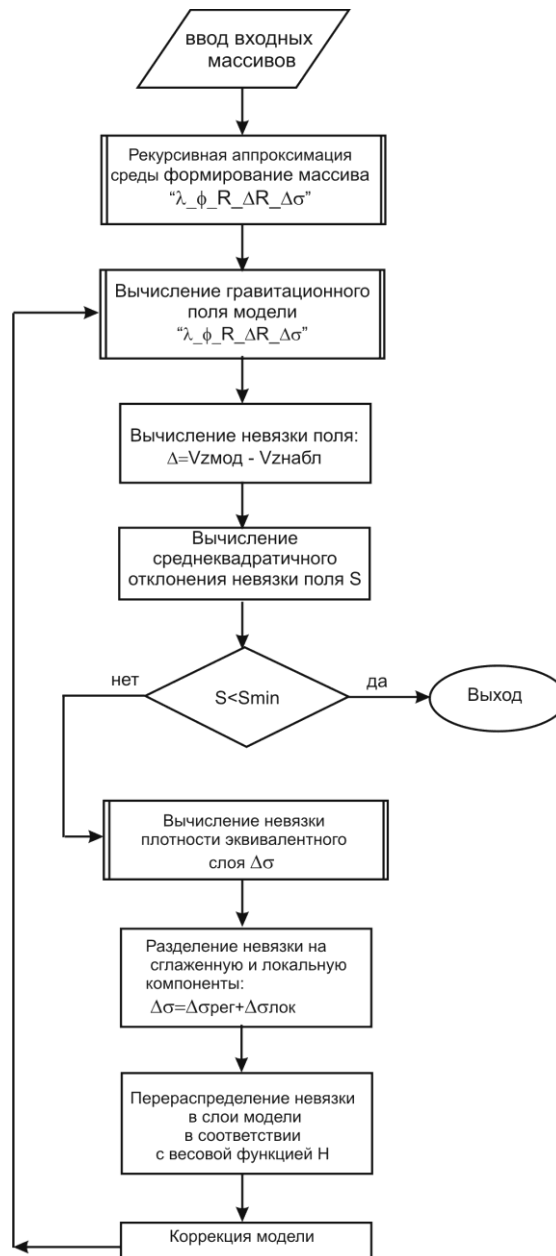 ввод входных
массивов
Рекурсивная аппроксимация
среды формирование массива
“λ_ϕ_R_ΔR_Δσ”
Вычисление гравитационного
поля модели
“λ_ϕ_R_ΔR_Δσ”
Вычисление невязки поля:
Δ=Vzмод - Vzнабл
Вычисление
среднеквадратичного
отклонения невязки поля S
нет
S<Smin
да
Выход
Вычисление невязки
плотности эквивалентного
слоя Δσ
Разделение невязки на
сглаженную и локальную
компоненты:
Δσ=Δσрег+Δσлок
Перераспределение невязки
в слои модели
в соответствии
с весовой функцией H
Коррекция модели